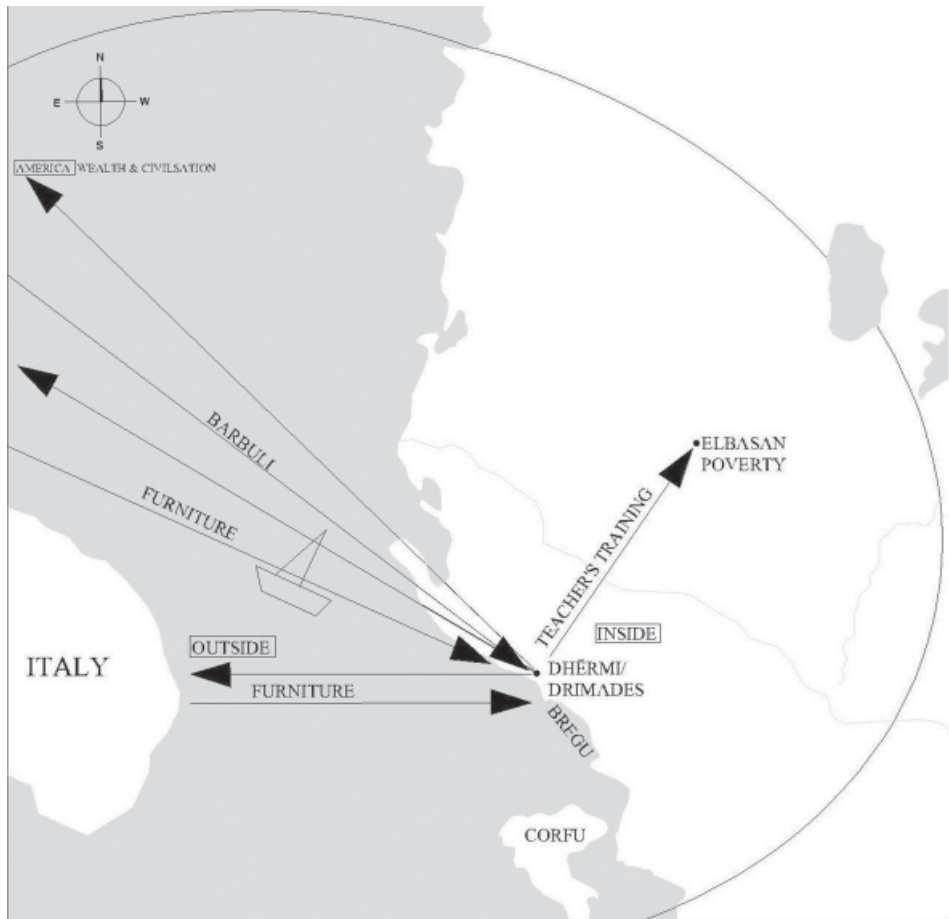 N
E W
S
AMERICA WEALTH & CIVILSATION
BARBULI
FURNITURE
ELBASAN
POVERTY
TEACHER'S TRAINING
INSIDE
OUTSIDE
ITALY
DHËRMI/
DRIMADES
FURNITURE
BREGU
CORFU